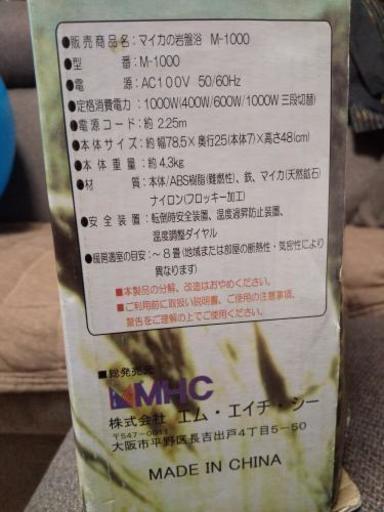 ●販売商品名:マイカの岩盤浴 M-1000
●型番:M-1000
●電源:AC100V 50/60Hz
●定格消費電力:1000W(400W/600W/1000W 三段切替)
●電源コード:約 2.25m
●本体サイズ:約 幅78.5×奥行25(本体7)×高さ48(cm)
●本体重量:約 4.3kg
●材質:本体/ABS樹脂(難燃性)、鉄、マイカ(天然鉱石)
ナイロン(フロッキー加工)
●安全装置:転倒時安全装置、温度過昇防止装置、
温度調整ダイヤル
●暖房適室の目安:~8畳(地域または部屋の断熱性・気密性により
異なります)
■本製品の分解、改造はおやめください。
■ご利用前に取扱い説明書、ご使用の注意事項、
警告をご理解の上でご使用ください。
■総発売元
MHC
株式会社 エム・エイチ・シー
〒547-0011
大阪市平野区長吉出戸4丁目5-50
MADE IN CHINA